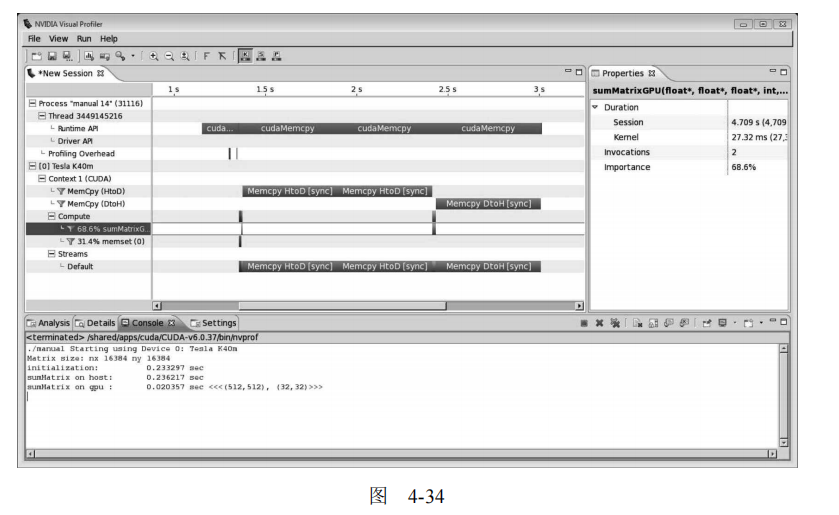 NVIDIA Visual Profiler
File View Run Help
*New Session
1 s 1.5 s 2 s 2.5 s 3 s
Process "manual 14" (31116)
Thread 3449145216
Runtime API cuda... cudaMemcpy cudaMemcpy cudaMemcpy
Driver API
Profiling Overhead
[0] Tesla K40m
Context 1 (CUDA)
MemCpy (HtoD) Memcpy HtoD [sync] Memcpy HtoD [sync]
MemCpy (DtoH) Memcpy DtoH [sync]
Compute
68.6% sumMatrixG...
31.4% memset (0)
Streams
Default Memcpy HtoD [sync] Memcpy HtoD [sync] Memcpy DtoH [sync]
Properties
sumMatrixGPU(float*, float*, float*, int,...
Duration
Session 4.709 s (4,709
Kernel 27.32 ms (27,3
Invocations 2
Importance 68.6%
Analysis Details Console Settings
<terminated> /shared/apps/cuda/CUDA-v6.0.37/bin/nvprof
./manual Starting using Device 0: Tesla K40m
Matrix size: nx 16384 ny 16384
initialization: 0.233297 sec
sumMatrix on host: 0.236217 sec
sumMatrix on gpu : 0.020357 sec <<<(512,512), (32,32)>>>
图 4-34